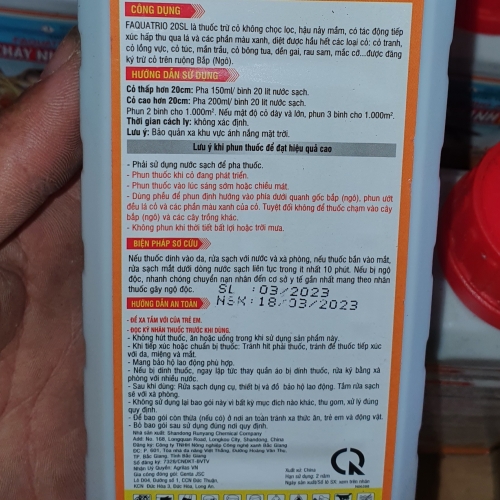 CÔNG DỤNG
FAQUATRIO 20SL là thuốc trừ cỏ không chọn lọc, hậu nảy mầm, có tác động tiếp
xúc hấp thu qua lá và các phần màu xanh, diệt được hầu hết các loại cỏ: cỏ tranh,
cỏ lồng vực, cỏ túc, mần trầu, cỏ bông tua, dền gai, rau sam, mắc cỡ...được đăng
ký trừ cỏ trên ruộng Bắp (Ngô).
HƯỚNG DẪN SỬ DỤNG
Cỏ thấp hơn 20cm: Pha 150ml/ bình 20 lít nước sạch.
Cỏ cao hơn 20cm: Pha 200ml/ bình 20 lít nước sạch.
Phun 2 bình cho 1.000m². Nếu mật độ cỏ dày và lớn, phun 3 bình cho 1.000m².
Thời gian cách ly: không xác định.
Lưu ý: Bảo quản xa khu vực ánh nắng mặt trời.
Lưu ý khi phun thuốc để đạt hiệu quả cao
- Phải sử dụng nước sạch để pha thuốc.
- Phun thuốc khi cỏ đang phát triển.
- Phun thuốc vào lúc sáng sớm hoặc chiều mát.
- Dùng phễu để phun định hướng vào phía dưới quanh gốc bắp (ngô), phun ướt
đều lá cỏ và các phần màu xanh của cỏ. Tuyệt đối không để thuốc chạm vào cây
bắp (ngô) và các cây trồng khác.
- Không phun khi thời tiết bất lợi hoặc trời mưa.
BIỆN PHÁP SƠ CỨU
Nếu thuốc dính vào da, rửa sạch với nước và xà phòng, nếu thuốc bắn vào mắt,
rửa sạch mắt dưới dòng nước sạch liên tục trong ít nhất 10 phút. Nếu bị ngộ
độc, nhanh chóng chuyển nạn nhân đến cơ sở y tế gần nhất mang theo nhãn
thuốc gây ngộ độc.
SL : 03/2023
NSX: 18/03/2023
HƯỚNG DẪN AN TOÀN
- ĐỂ XA TẦM VỚI CỦA TRẺ EM.
- ĐỌC KỸ NHÃN THUỐC TRƯỚC KHI DÙNG.
- Không hút thuốc, ăn hoặc uống trong khi sử dụng sản phẩm này.
- Khi tiếp xúc hoặc chuẩn bị thuốc: Tránh hít phải thuốc, tránh để thuốc tiếp xúc
với da, miệng và mắt.
- Mang bảo hộ lao động phù hợp.
- Nếu bị dính thuốc, ngay lập tức thay quần áo bị dính thuốc, rửa kỹ bằng xà
phòng với nhiều nước.
- Sau khi dùng: Rửa sạch dụng cụ, thiết bị và đồ bảo hộ lao động. Tắm rửa sạch
sẽ với xà phòng.
- Không sử dụng lại bao gói này vì bất kỳ mục đích nào khác, thu gom, xử lý đúng
quy định.
- Để bao gói còn thừa (nếu có) ở nơi an toàn tránh xa thức ăn, trẻ em và động vật.
- Bỏ bao gói sau sử dụng đúng nơi quy định.
Nhà sản xuất: Shandong Runyang Chemical Company
Add: No. 168, Longquan Road, Longkou City, Shandong, China
Đăng ký: Công ty TNHH Nông nghiệp Công nghệ xanh Bắc Giang